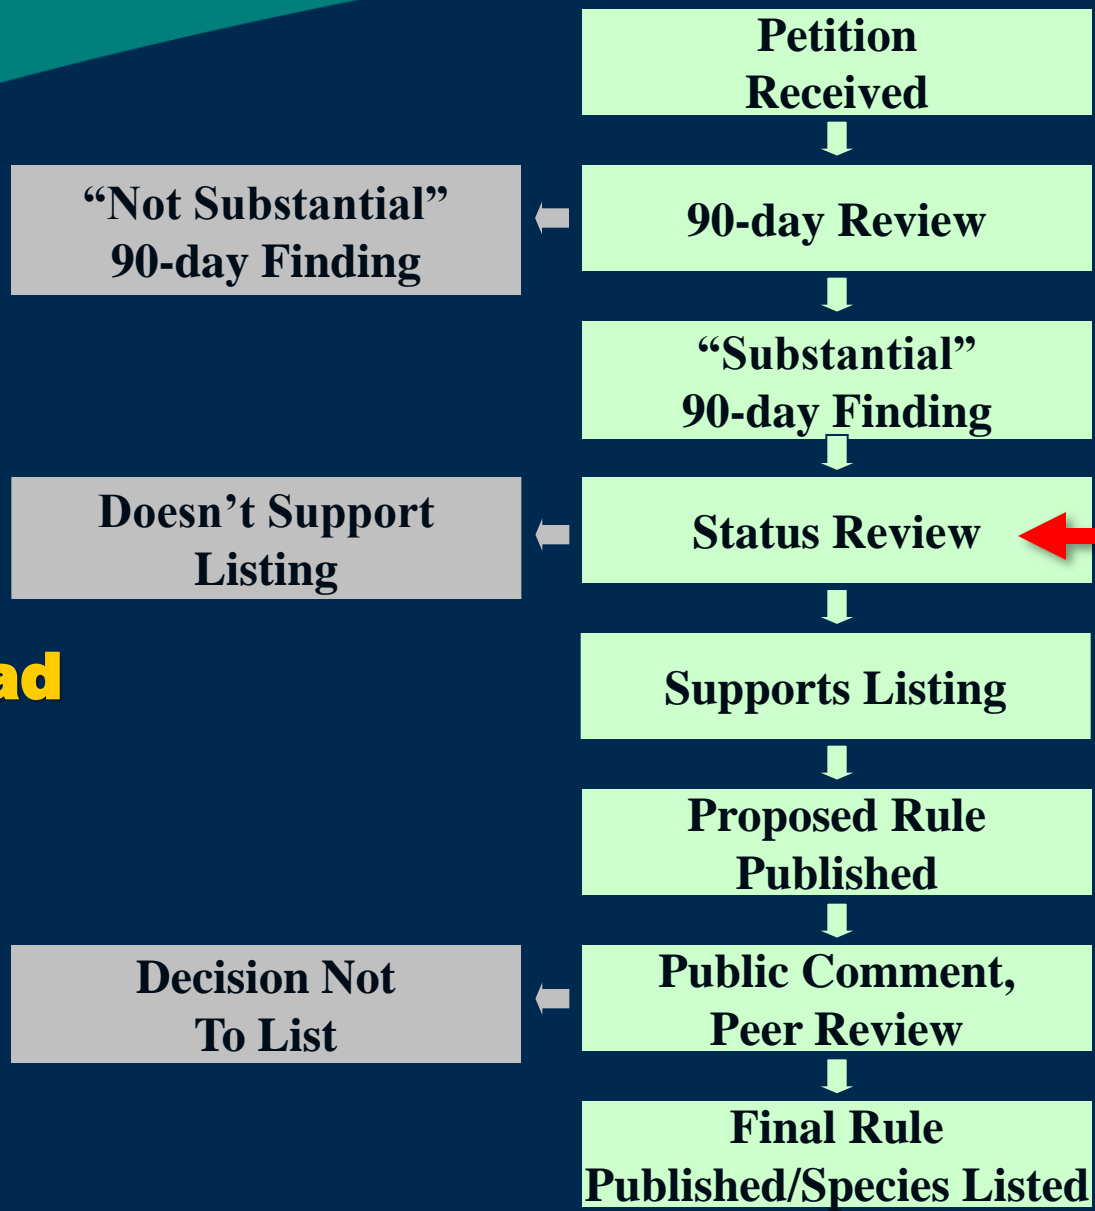 Petition
Received
“Not Substantial”
90-day Finding
90-day Review
“Substantial”
90-day Finding
Doesn’t Support
Listing
Status Review
Supports Listing
Proposed Rule
Published
Decision Not
To List
Public Comment,
Peer Review
Final Rule
Published/Species Listed